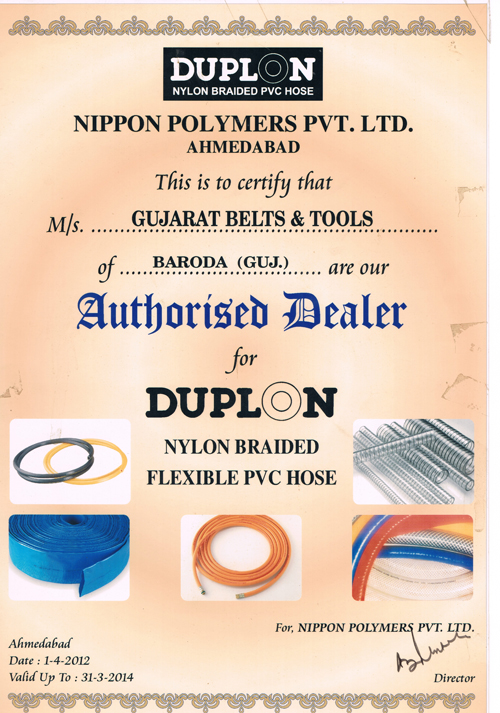 DUPLON
NYLON BRAIDED PVC HOSE
NIPPON POLYMERS PVT. LTD.
AHMEDABAD
This is to certify that
M/s. GUJARAT BELTS & TOOLS
of BARODA (GUJ.) are our
Authorised Dealer
for
DUPLON
NYLON BRAIDED
FLEXIBLE PVC HOSE
For, NIPPON POLYMERS PVT. LTD.
Ahmedabad
Date : 1-4-2012
Valid Up To : 31-3-2014
Director